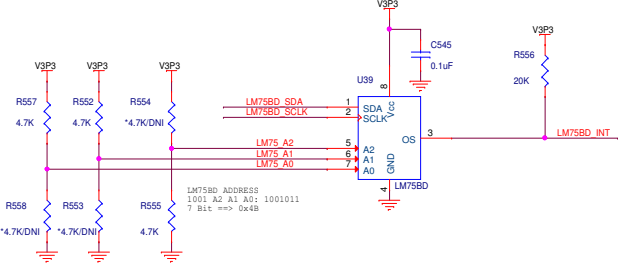 V3P3
V3P3
C545
V3P3
V3P3
V3P3
R556
0.1uF
U39
20K
R557
R552
R554
8
LM75BD_SDA
1
SDA
Vcc
4.7K
4.7K
*4.7K/DNI
LM75BD_SCLK
2
SCLK
OS
3
LM75BD_INT
LM75_A2
5
A2
LM75_A1
6
A1
LM75_A0
7
A0
GND
LM75BD
4
LM75BD ADDRESS
1001 A2 A1 A0: 1001011
7 Bit ==> 0x4B
R558
R553
R555
*4.7K/DNI
*4.7K/DNI
4.7K